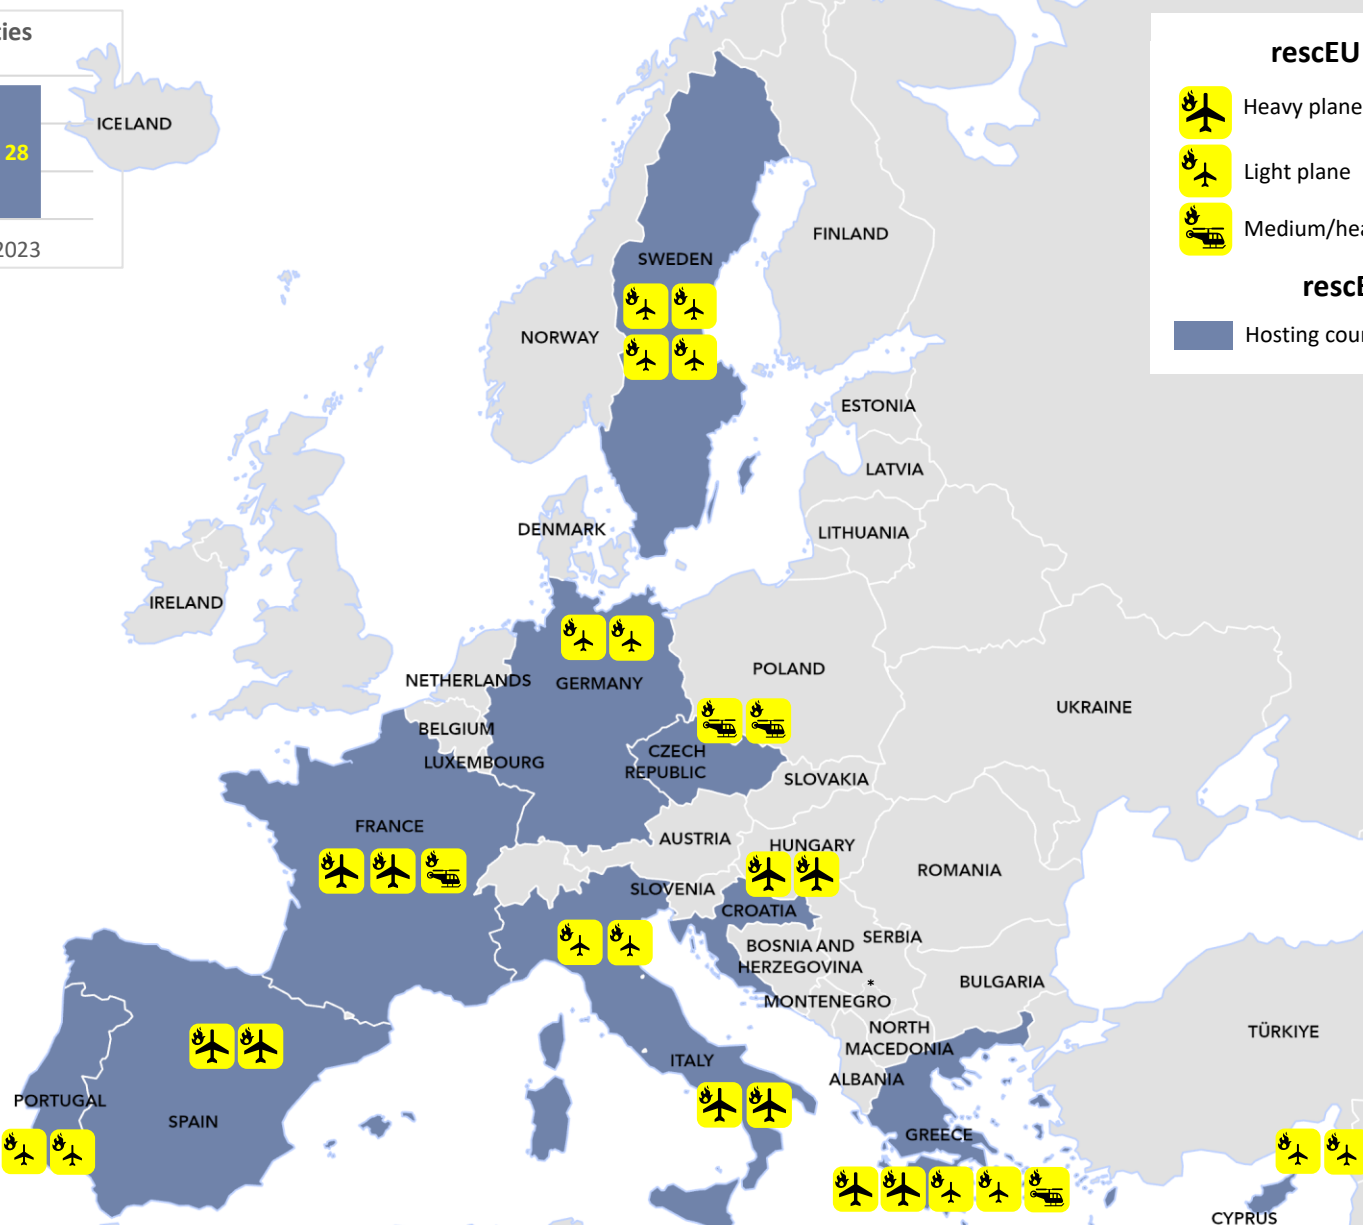 ties
28
2023
rescEU
Heavy plane
Light plane
Medium/hea
rescE
Hosting cour
ICELAND
FINLAND
SWEDEN
NORWAY
ESTONIA
LATVIA
LITHUANIA
DENMARK
IRELAND
NETHERLANDS
GERMANY
POLAND
BELGIUM
UKRAINE
LUXEMBOURG
CZECH
REPUBLIC
SLOVAKIA
FRANCE
AUSTRIA
HUNGARY
ROMANIA
SLOVENIA
CROATIA
BOSNIA AND
HERZEGOVINA
SERBIA
*
MONTENEGRO
BULGARIA
NORTH
MACEDONIA
TÜRKIYE
ITALY
ALBANIA
PORTUGAL
SPAIN
GREECE
CYPRUS